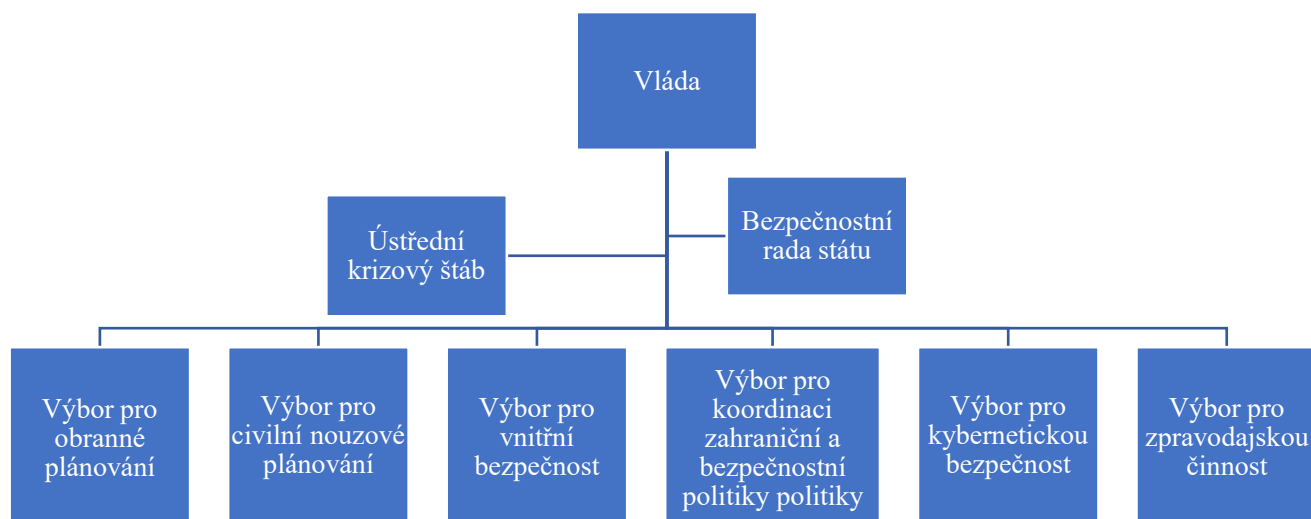 Vláda
Bezpečnostní
rada státu
Ústřední
krizový štáb
Výbor pro
obranné
plánování
Výbor pro
civilní nouzové
plánování
Výbor pro
vnitřní
bezpečnost
Výbor pro
koordinaci
zahraniční a
bezpečnostní
politiky politiky
Výbor pro
kybernetickou
bezpečnost
Výbor pro
zpravodajskou
činnost